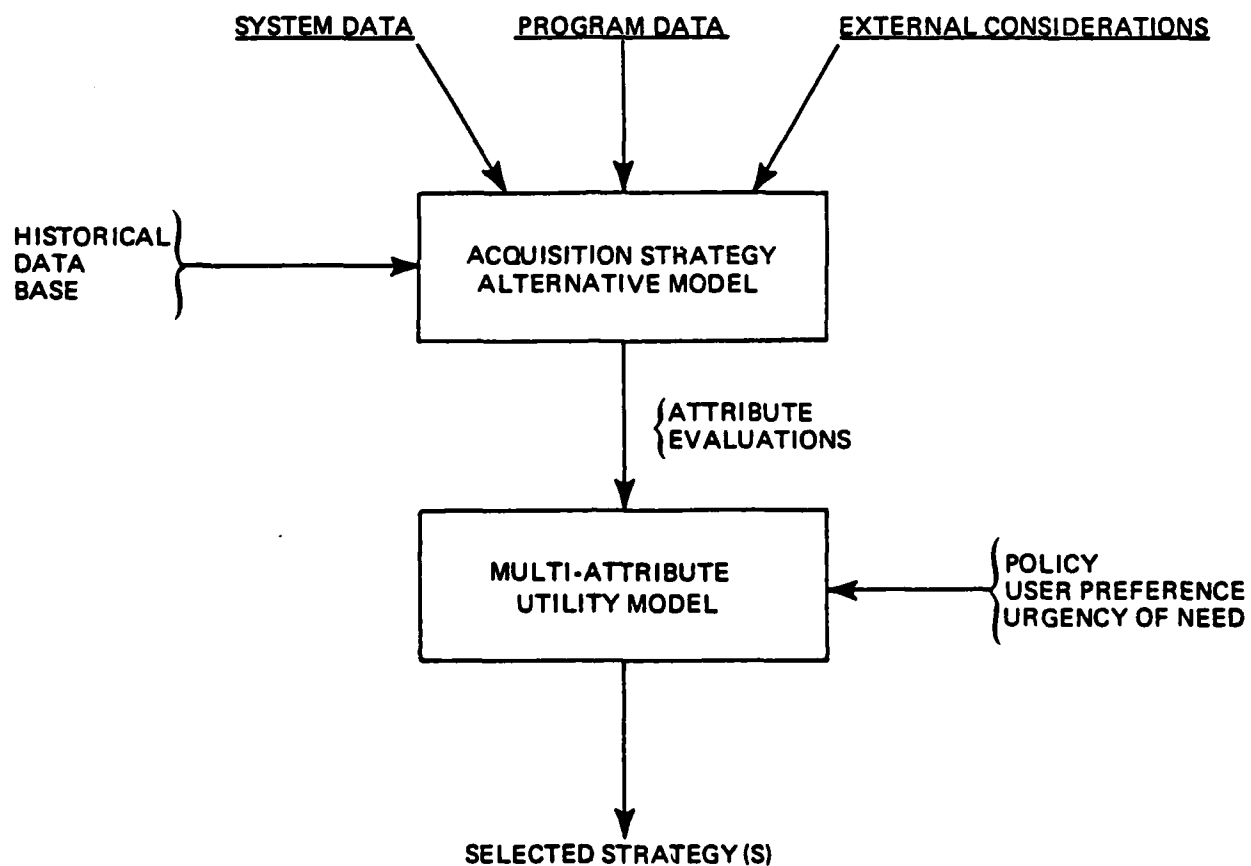 SYSTEM DATA
PROGRAM DATA
EXTERNAL CONSIDERATIONS
HISTORICAL
DATA
BASE
ACQUISITION STRATEGY
ALTERNATIVE MODEL
ATTRIBUTE
EVALUATIONS
MULTI-ATTRIBUTE
UTILITY MODEL
POLICY
USER PREFERENCE
URGENCY OF NEED
SELECTED STRATEGY (S)